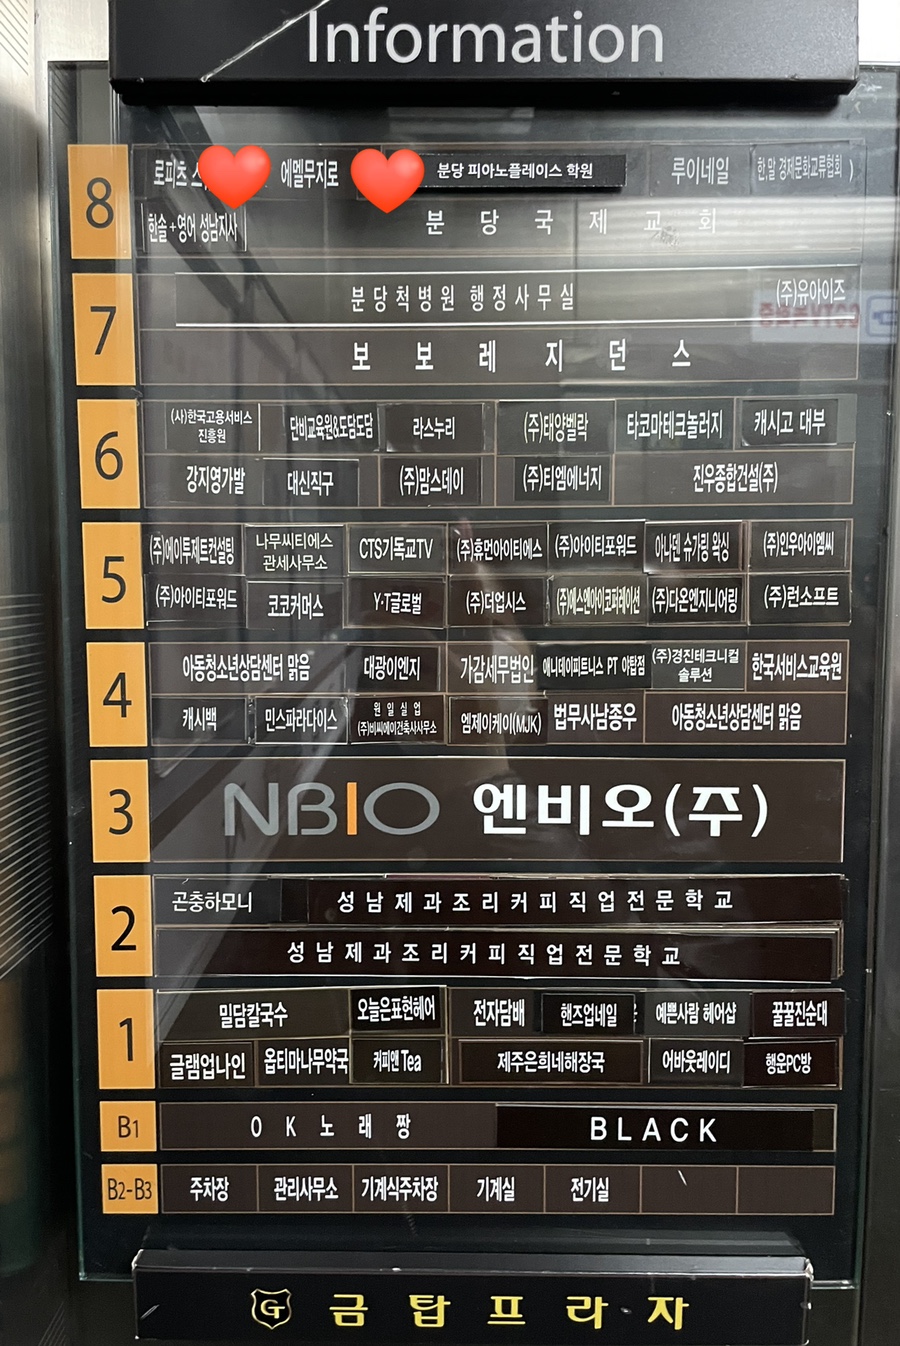 Information
8
로피츠 에멜무지로 분당 피아노플레이스 학원 루이네일 한.말 경제문화교류협회 )
한솔+영어 성남지사 분당국제교회
7
분당척병원 행정사무실 (주)유아이즈
보보레지던스
6
(사)한국고용서비스 진흥원 단비교육원&도담도담 라스누리 (주)태양벨락 타코마테크놀러지 캐시고 대부
강지영가발 대신직구 (주)맘스데이 (주)티엠에너지 진우종합건설(주)
5
(주)에이투제트컨설팅 나무씨티에스 관세사무소 CTS기독교TV (주)휴먼아이티에스 (주)아이티포워드 아나덴 슈가링 왁싱 (주)인우아이엠씨
(주)아이티포워드 코코커머스 Y·T글로벌 (주)더업시스 (주)에스엔아이코퍼레이션 (주)다온엔지니어링 (주)런소프트
4
아동청소년상담센터 맑음 대광이엔지 가감세무법인 애니데이피트니스 PT 야탑점 (주)경진테크니컬 솔루션 한국서비스교육원
캐시백 민스파라다이스 원일실업 (주)비씨에이건축사사무소 엠제이케이(MJK) 법무사남종우 아동청소년상담센터 맑음
3
NBIO 엔비오(주)
2
곤충하모니 성남제과조리커피직업전문학교
성남제과조리커피직업전문학교
1
밀담칼국수 오늘은표현헤어 전자담배 핸즈업네일 예쁜사람 헤어샵 꿀꿀진순대
글램업나인 옵티마나무약국 커피앤 Tea 제주은희네해장국 어바웃레이디 행운PC방
B1
OK노래짱 BLACK
B2-B3
주차장 관리사무소 기계식주차장 기계실 전기실
G 금탑프라자